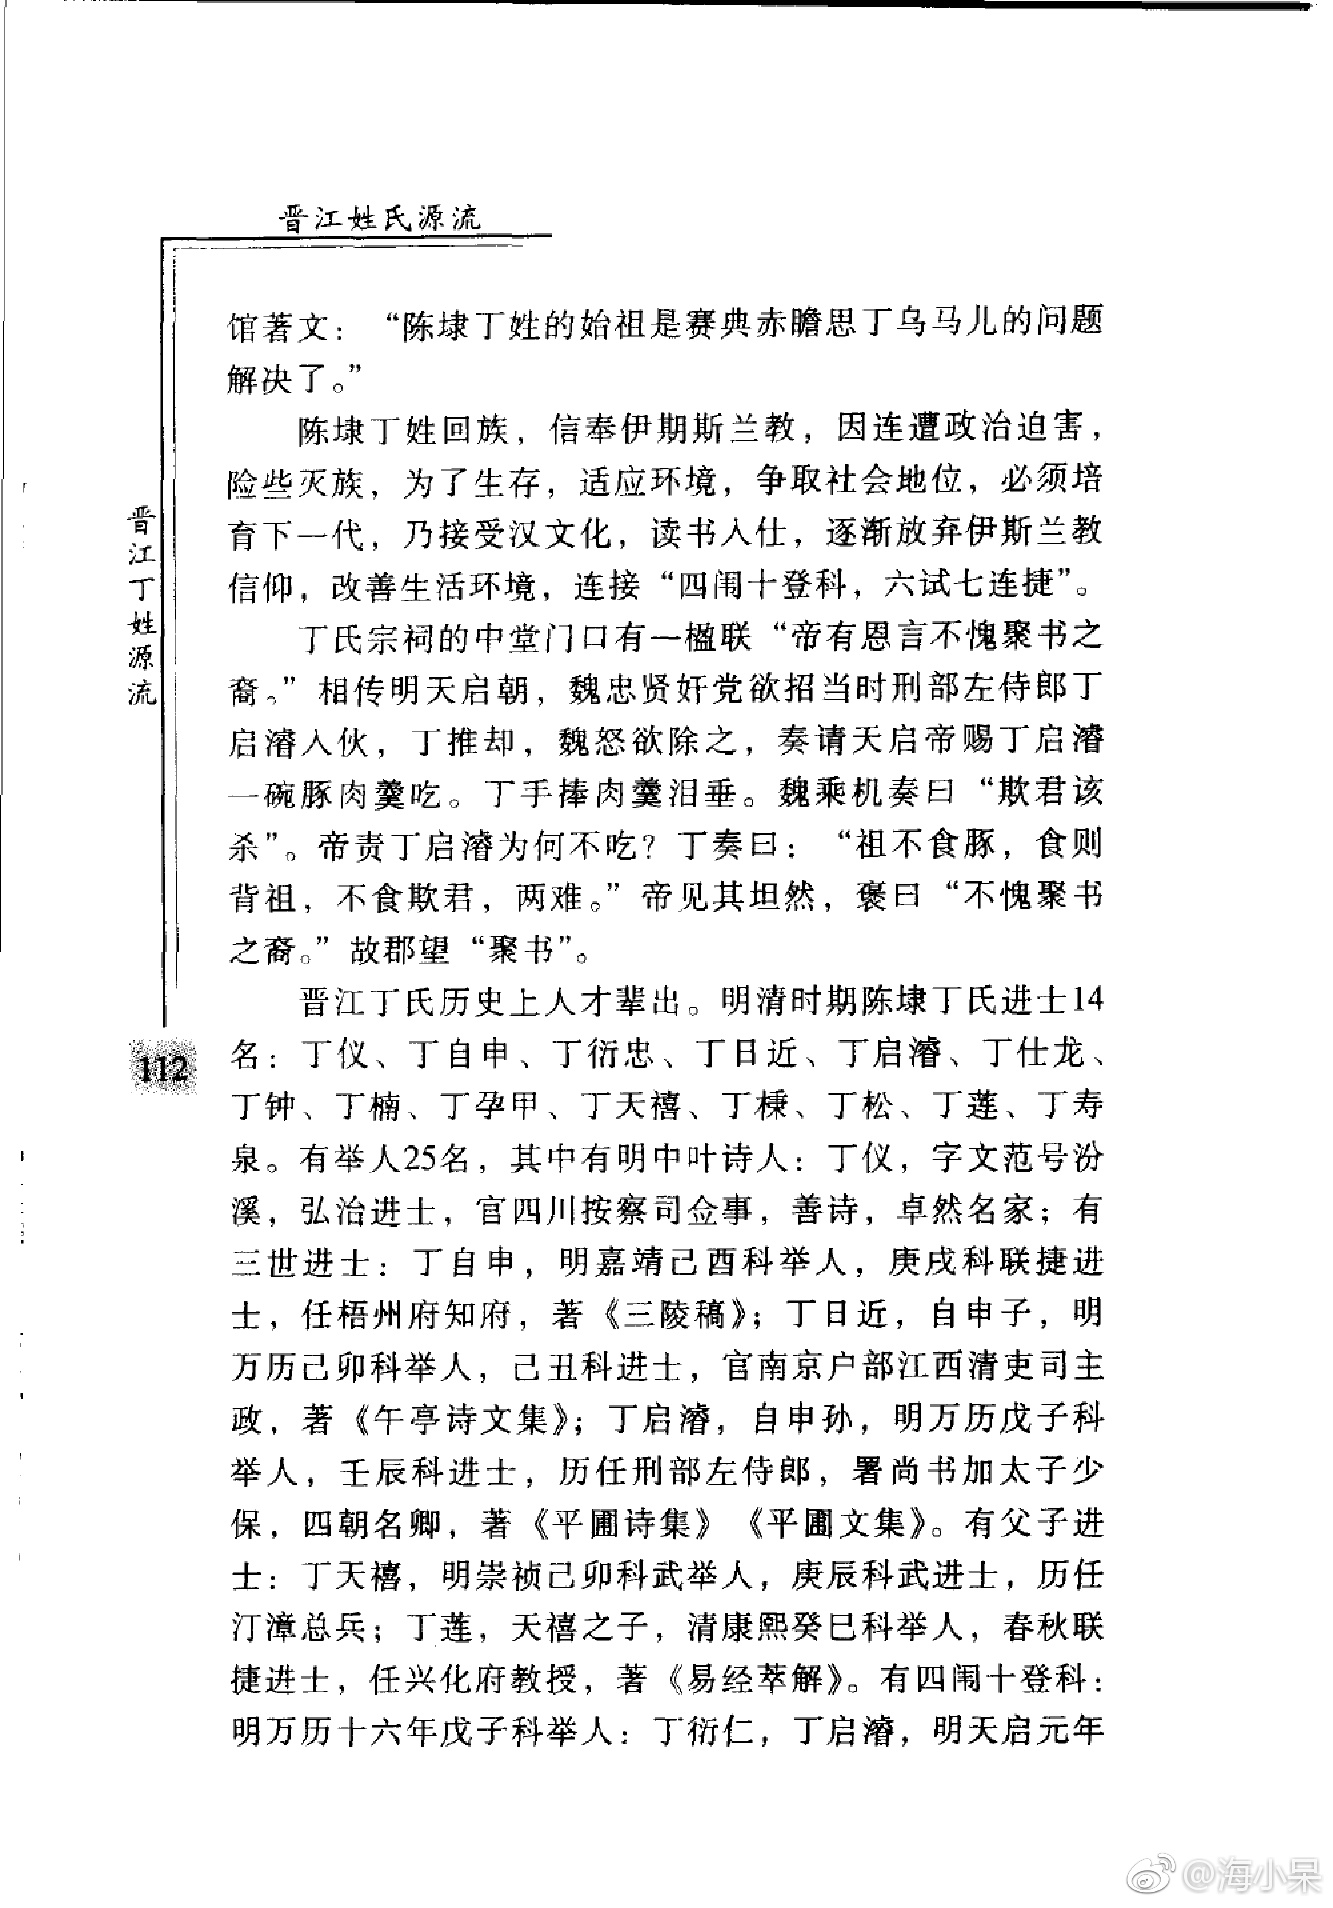 晋江姓氏源流
馆著文：“陈埭丁姓的始祖是赛典赤瞻思丁乌马儿的问题
解决了。”
陈埭丁姓回族，信奉伊期斯兰教，因连遭政治迫害，
险些灭族，为了生存，适应环境，争取社会地位，必须培
育下一代，乃接受汉文化，读书入仕，逐渐放弃伊斯兰教
信仰，改善生活环境，连接“四闱十登科，六试七连捷”。
丁氏宗祠的中堂门口有一楹联“帝有恩言不愧聚书之
裔。”相传明天启朝，魏忠贤奸党欲招当时刑部左侍郎丁
启濬入伙，丁推却，魏怒欲除之，奏请天启帝赐丁启濬
一碗豚肉羹吃。丁手捧肉羹泪垂。魏乘机奏曰“欺君该
杀”。帝责丁启濬为何不吃？丁奏曰：“祖不食豚，食则
背祖，不食欺君，两难。”帝见其坦然，褒曰“不愧聚书
之裔。”故郡望“聚书”。
晋江丁氏历史上人才辈出。明清时期陈埭丁氏进士14
名：丁仪、丁自申、丁衍忠、丁日近、丁启濬、丁仕龙、
丁钟、丁楠、丁孕甲、丁天禧、丁棟、丁松、丁莲、丁寿
泉。有举人25名，其中有明中叶诗人：丁仪，字文范号汾
溪，弘治进士，官四川按察司佥事，善诗，卓然名家；有
三世进士：丁自申，明嘉靖己酉科举人，庚戌科联捷进
士，任梧州府知府，著《三陵稿》；丁日近，自申子，明
万历己卯科举人，己丑科进士，官南京户部江西清吏司主
政，著《午亭诗文集》；丁启濬，自申孙，明万历戊子科
举人，壬辰科进士，历任刑部左侍郎，署尚书加太子少
保，四朝名卿，著《平圃诗集》《平圃文集》。有父子进
士：丁天禧，明崇祯己卯科武举人，庚辰科武进士，历任
汀漳总兵；丁莲，天禧之子，清康熙癸巳科举人，春秋联
捷进士，任兴化府教授，著《易经萃解》。有四闱十登科：
明万历十六年戊子科举人：丁衍仁，丁启濬，明天启元年
晋江丁姓源流
112
@海小呆